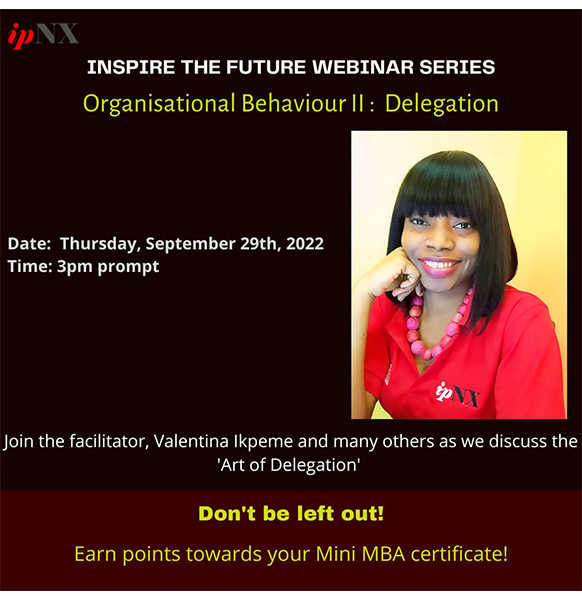 ipNX
INSPIRE THE FUTURE WEBINAR SERIES
Organisational Behaviour II : Delegation
Date: Thursday, September 29th, 2022
Time: 3pm prompt
ipNX
Join the facilitator, Valentina Ikpeme and many others as we discuss the
'Art of Delegation'
Don't be left out!
Earn points towards your Mini MBA certificate!